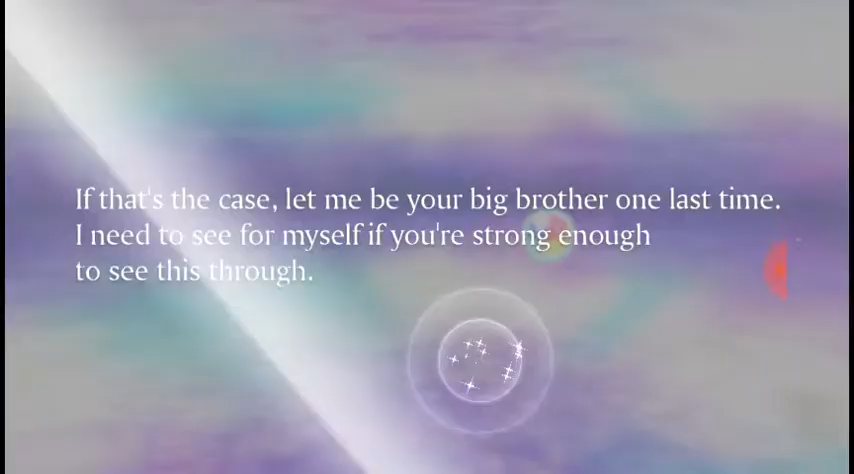 If that's the case, let me be your big brother one last time.
I need to see for myself if you're strong enough
to see this through.